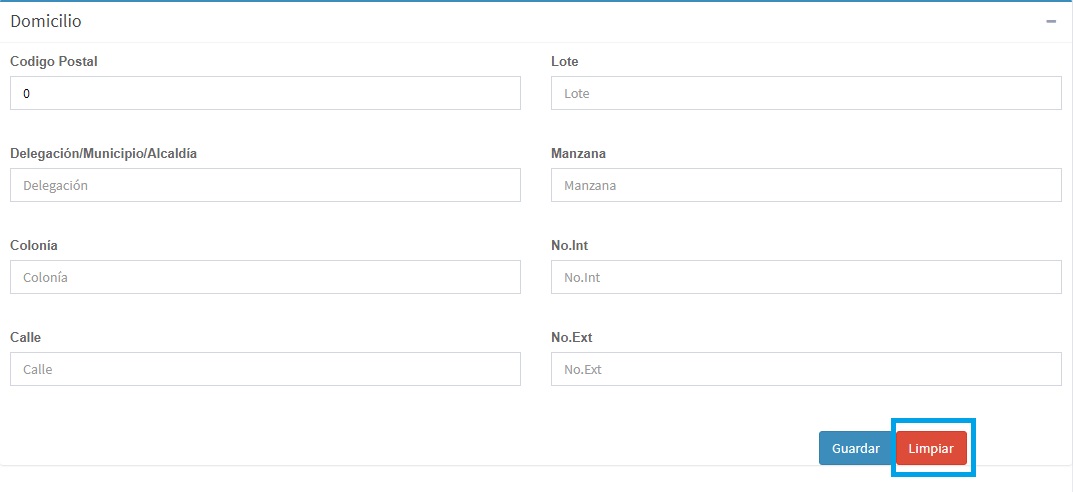 Domicilio
Codigo Postal
Lote
0
Lote
Delegación/Municipio/Alcaldía
Manzana
Delegación
Manzana
Colonía
No.Int
Colonía
No.Int
Calle
No.Ext
Calle
No.Ext
Guardar
Limpiar